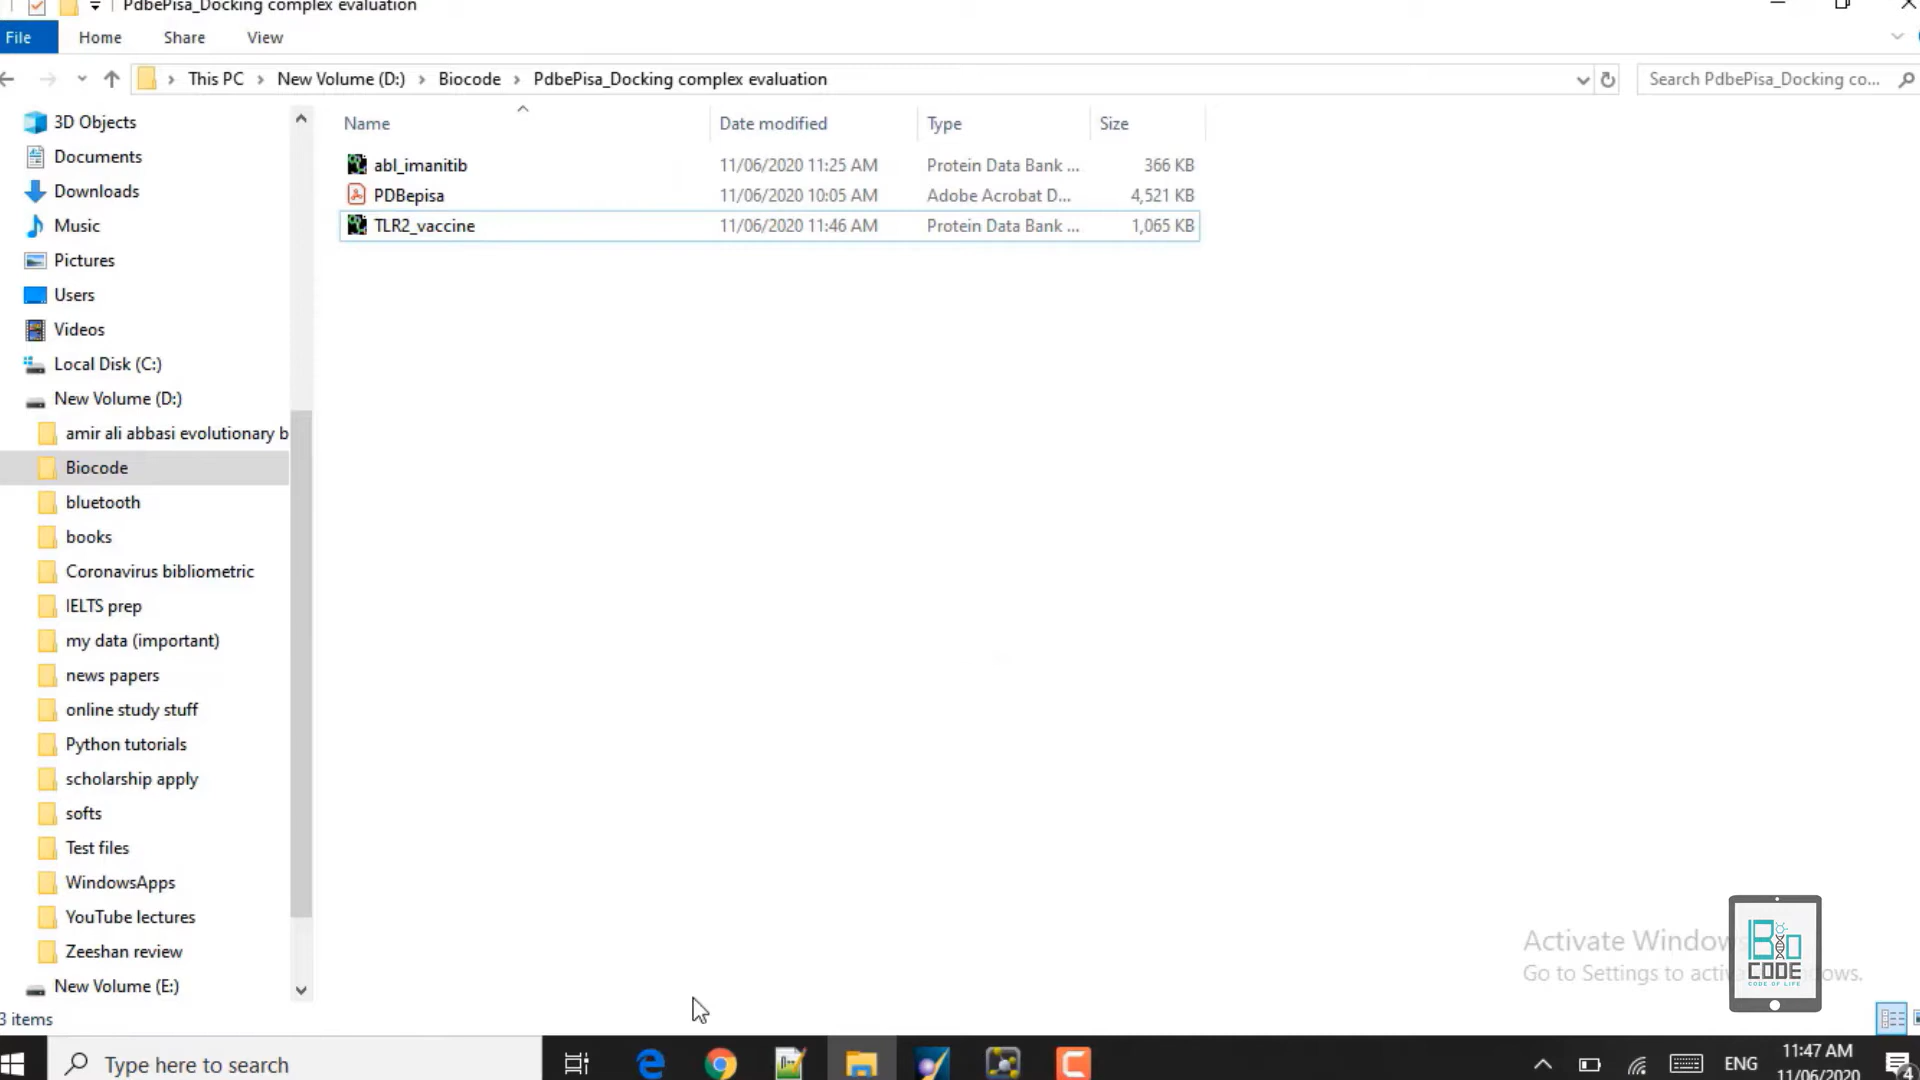 PdbePisa_Docking complex evaluation
File Home Share View
This PC New Volume (D:) Biocode PdbePisa_Docking complex evaluation Search PdbePisa_Docking co...
Name Date modified Type Size
abl_imanitib 11/06/2020 11:25 AM Protein Data Bank ... 366 KB
PDBepisa 11/06/2020 10:05 AM Adobe Acrobat D... 4,521 KB
TLR2_vaccine 11/06/2020 11:46 AM Protein Data Bank ... 1,065 KB
3D Objects
Documents
Downloads
Music
Pictures
Users
Videos
Local Disk (C:)
New Volume (D:)
amir ali abbasi evolutionary b
Biocode
bluetooth
books
Coronavirus bibliometric
IELTS prep
my data (important)
news papers
online study stuff
Python tutorials
scholarship apply
softs
Test files
WindowsApps
YouTube lectures
Zeeshan review
New Volume (E:)
3 items
Activate Window
Go to Settings to activ ows.
Bio
CODE
CODE OF LIFE
Type here to search
ENG
11:47 AM
11/06/2020
4